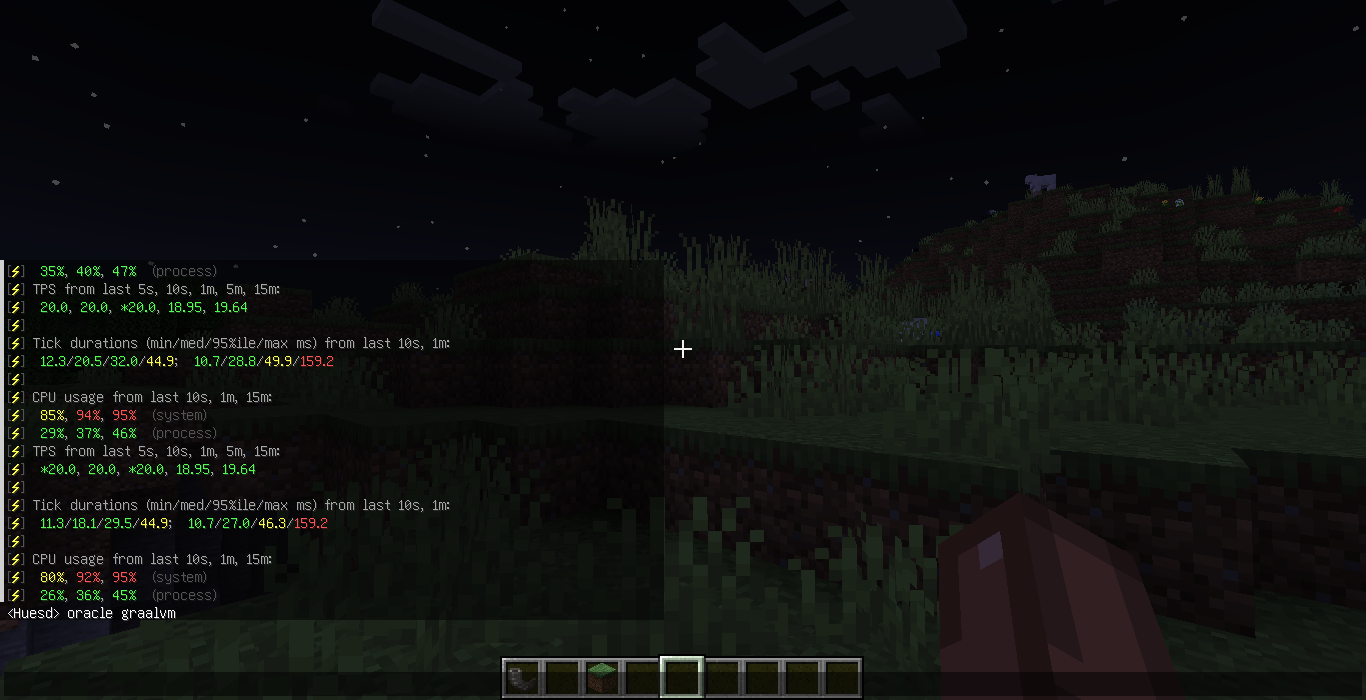 [⚡] 35%, 40%, 47% (process)
[⚡] TPS from last 5s, 10s, 1m, 5m, 15m:
[⚡] 20.0, 20.0, *20.0, 18.95, 19.64
[⚡]
[⚡] Tick durations (min/med/95%ile/max ms) from last 10s, 1m:
[⚡] 12.3/20.5/32.0/44.9; 10.7/28.8/49.9/159.2
[⚡]
[⚡] CPU usage from last 10s, 1m, 15m:
[⚡] 85%, 94%, 95% (system)
[⚡] 29%, 37%, 46% (process)
[⚡] TPS from last 5s, 10s, 1m, 5m, 15m:
[⚡] *20.0, 20.0, *20.0, 18.95, 19.64
[⚡]
[⚡] Tick durations (min/med/95%ile/max ms) from last 10s, 1m:
[⚡] 11.3/18.1/29.5/44.9; 10.7/27.0/46.3/159.2
[⚡]
[⚡] CPU usage from last 10s, 1m, 15m:
[⚡] 80%, 92%, 95% (system)
[⚡] 26%, 36%, 45% (process)
<Huesd> oracle graalvm